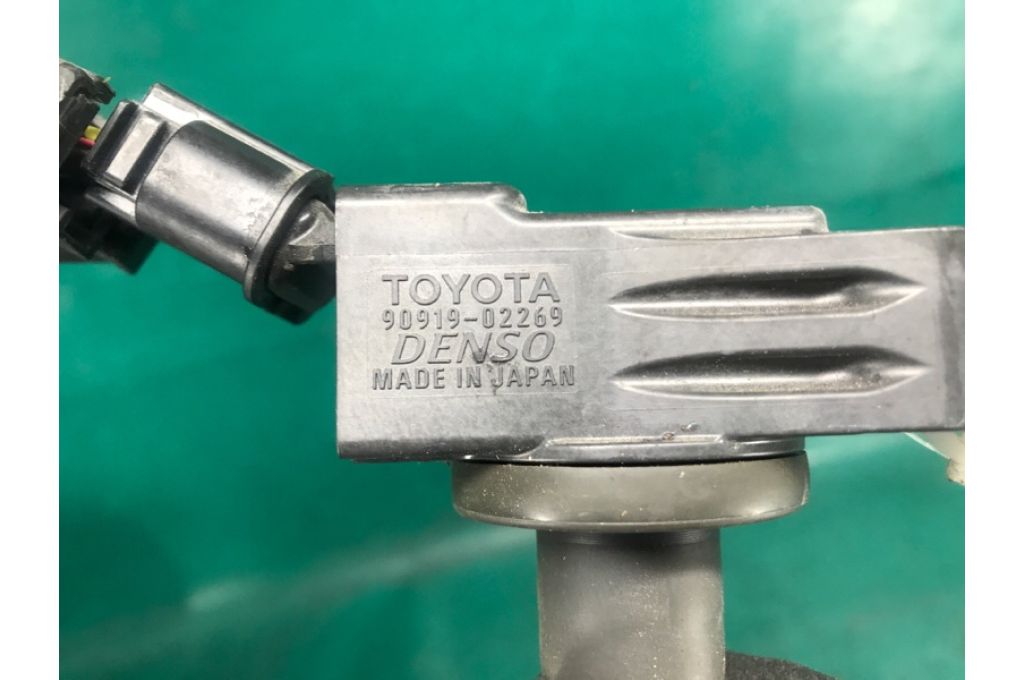 TOYOTA
90919-02269
DENSO
MADE IN JAPAN